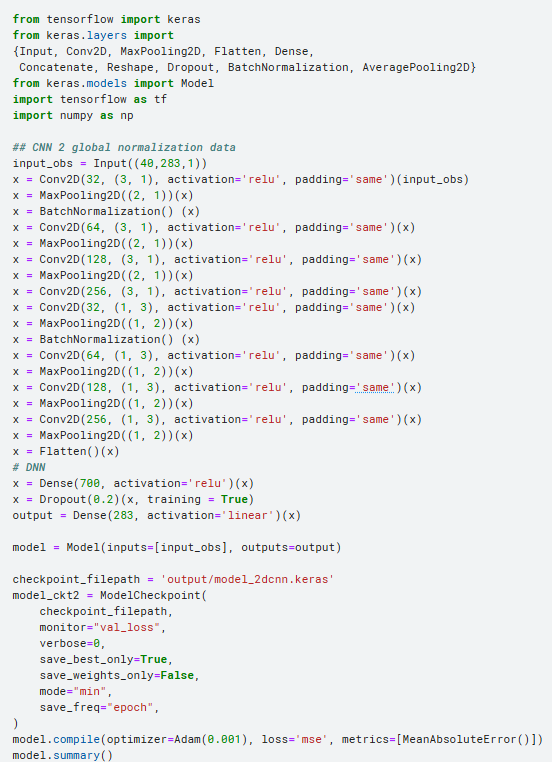 from tensorflow import keras
from keras.layers import
{Input, Conv2D, MaxPooling2D, Flatten, Dense,
 Concatenate, Reshape, Dropout, BatchNormalization, AveragePooling2D}
from keras.models import Model
import tensorflow as tf
import numpy as np

## CNN 2 global normalization data
input_obs = Input((40,283,1))
x = Conv2D(32, (3, 1), activation='relu', padding='same')(input_obs)
x = MaxPooling2D((2, 1))(x)
x = BatchNormalization() (x)
x = Conv2D(64, (3, 1), activation='relu', padding='same')(x)
x = MaxPooling2D((2, 1))(x)
x = Conv2D(128, (3, 1), activation='relu', padding='same')(x)
x = MaxPooling2D((2, 1))(x)
x = Conv2D(256, (3, 1), activation='relu', padding='same')(x)
x = Conv2D(32, (1, 3), activation='relu', padding='same')(x)
x = MaxPooling2D((1, 2))(x)
x = BatchNormalization() (x)
x = Conv2D(64, (1, 3), activation='relu', padding='same')(x)
x = MaxPooling2D((1, 2))(x)
x = Conv2D(128, (1, 3), activation='relu', padding='same')(x)
x = MaxPooling2D((1, 2))(x)
x = Conv2D(256, (1, 3), activation='relu', padding='same')(x)
x = MaxPooling2D((1, 2))(x)
x = Flatten()(x)
# DNN
x = Dense(700, activation='relu')(x)
x = Dropout(0.2)(x, training = True)
output = Dense(283, activation='linear')(x)

model = Model(inputs=[input_obs], outputs=output)

checkpoint_filepath = 'output/model_2dcnn.keras'
model_ckt2 = ModelCheckpoint(
    checkpoint_filepath,
    monitor="val_loss",
    verbose=0,
    save_best_only=True,
    save_weights_only=False,
    mode="min",
    save_freq="epoch",
)
model.compile(optimizer=Adam(0.001), loss='mse', metrics=[MeanAbsoluteError()])
model.summary()